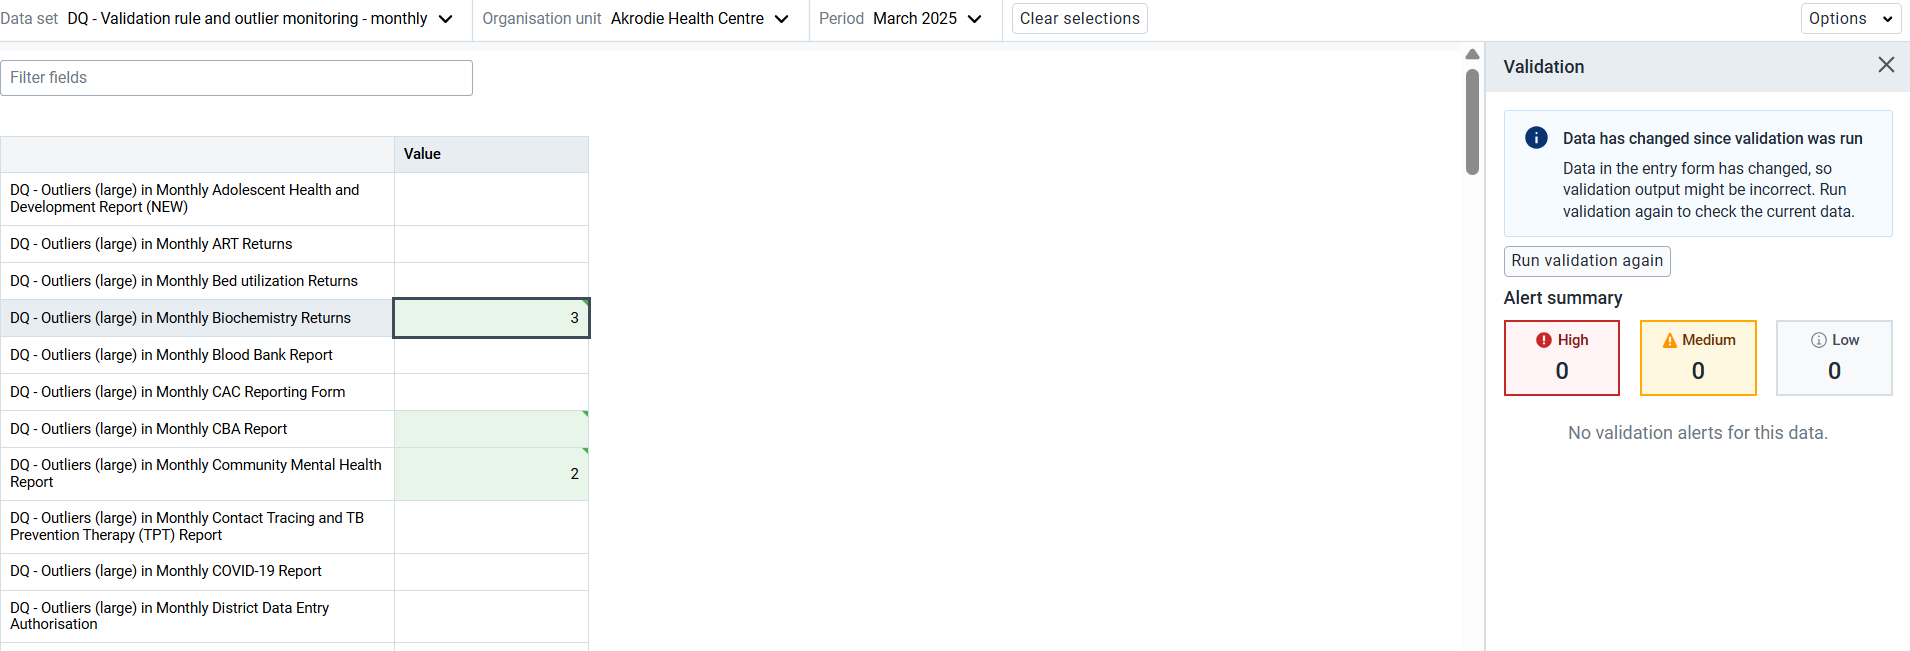 Data set DQ - Validation rule and outlier monitoring - monthly Organisation unit Akrodie Health Centre Period March 2025 Clear selections Options
Filter fields
Value
DQ - Outliers (large) in Monthly Adolescent Health and
Development Report (NEW)
DQ - Outliers (large) in Monthly ART Returns
DQ - Outliers (large) in Monthly Bed utilization Returns
DQ - Outliers (large) in Monthly Biochemistry Returns 3
DQ - Outliers (large) in Monthly Blood Bank Report
DQ - Outliers (large) in Monthly CAC Reporting Form
DQ - Outliers (large) in Monthly CBA Report
DQ - Outliers (large) in Monthly Community Mental Health
Report 2
DQ - Outliers (large) in Monthly Contact Tracing and TB
Prevention Therapy (TPT) Report
DQ - Outliers (large) in Monthly COVID-19 Report
DQ - Outliers (large) in Monthly District Data Entry
Authorisation
Validation
Data has changed since validation was run
Data in the entry form has changed, so
validation output might be incorrect. Run
validation again to check the current data.
Run validation again
Alert summary
High Medium Low
0 0 0
No validation alerts for this data.